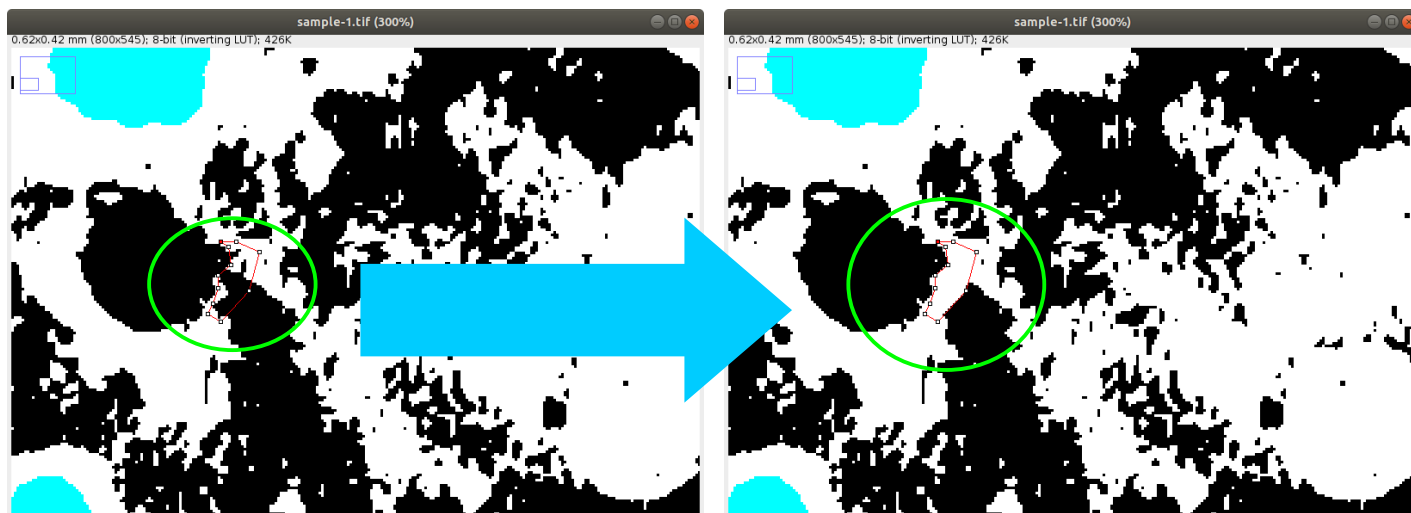 sample-1.tif (300%)
0.62x0.42 mm (800x545); 8-bit (inverting LUT); 426K
sample-1.tif (300%)
0.62x0.42 mm (800x545); 8-bit (inverting LUT); 426K